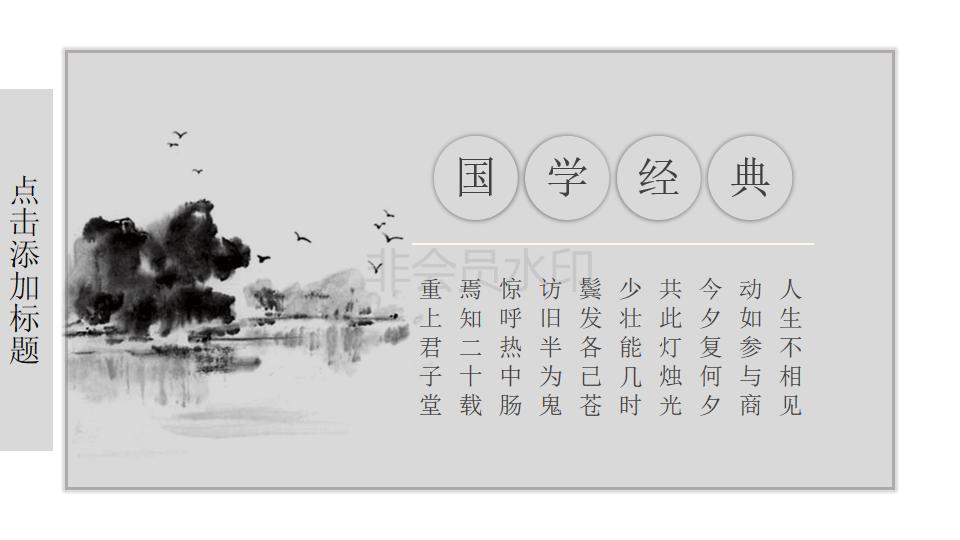 点击添加标题
国学经典
非会员水印
人生不相见
动如参与商
今夕复何夕
共此灯烛光
少壮能几时
鬓发各己苍
访旧半为鬼
惊呼热中肠
焉知二十载
重上君子堂